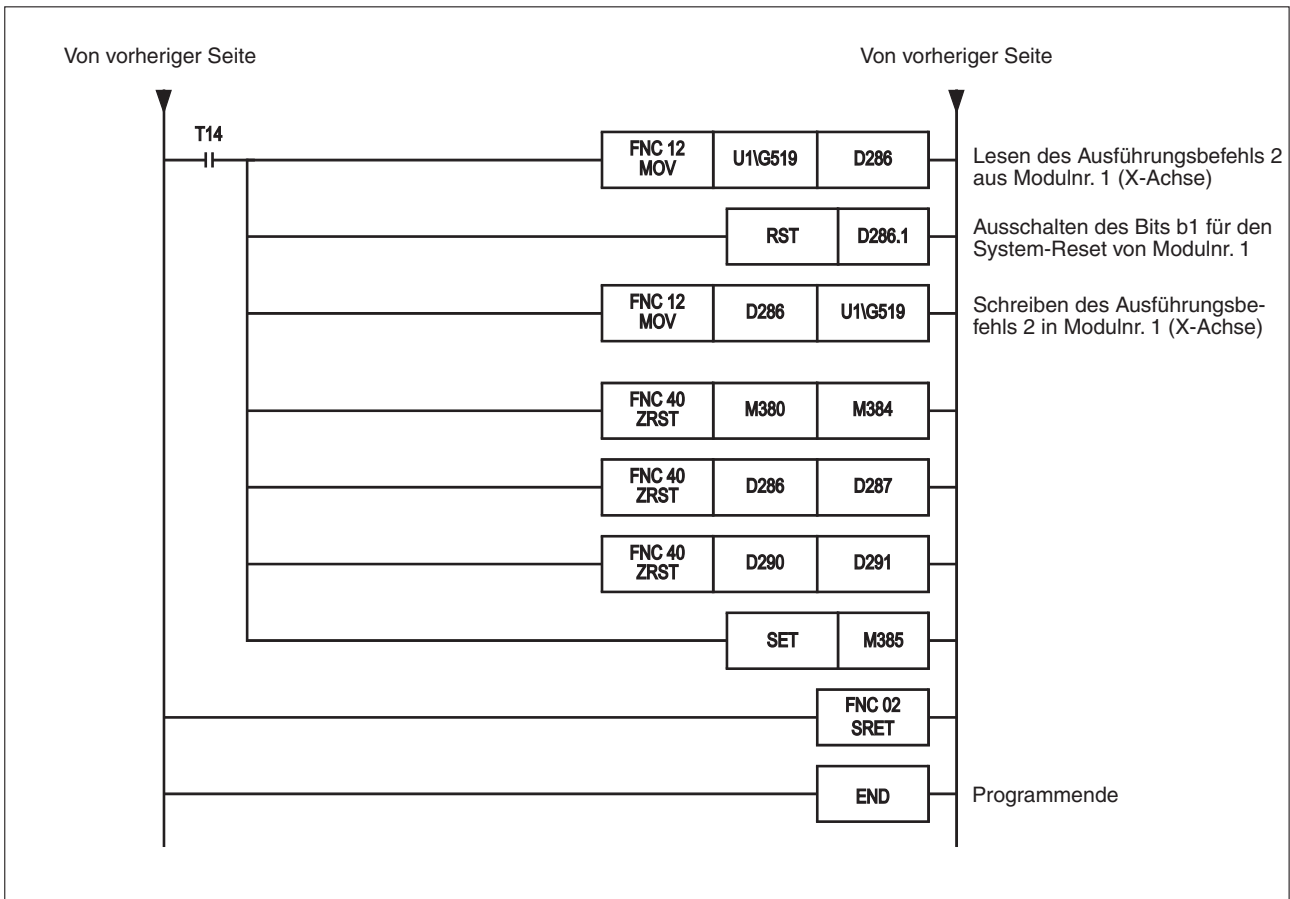 Von vorheriger Seite
Von vorheriger Seite
T14
FNC 12
MOV
U1\G519
D286
Lesen des Ausführungsbefehls 2
aus Modulnr. 1 (X-Achse)
RST
D286.1
Ausschalten des Bits b1 für den
System-Reset von Modulnr. 1
FNC 12
MOV
D286
U1\G519
Schreiben des Ausführungsbe-
fehls 2 in Modulnr. 1 (X-Achse)
FNC 40
ZRST
M380
M384
FNC 40
ZRST
D286
D287
FNC 40
ZRST
D290
D291
SET
M385
FNC 02
SRET
END
Programmende